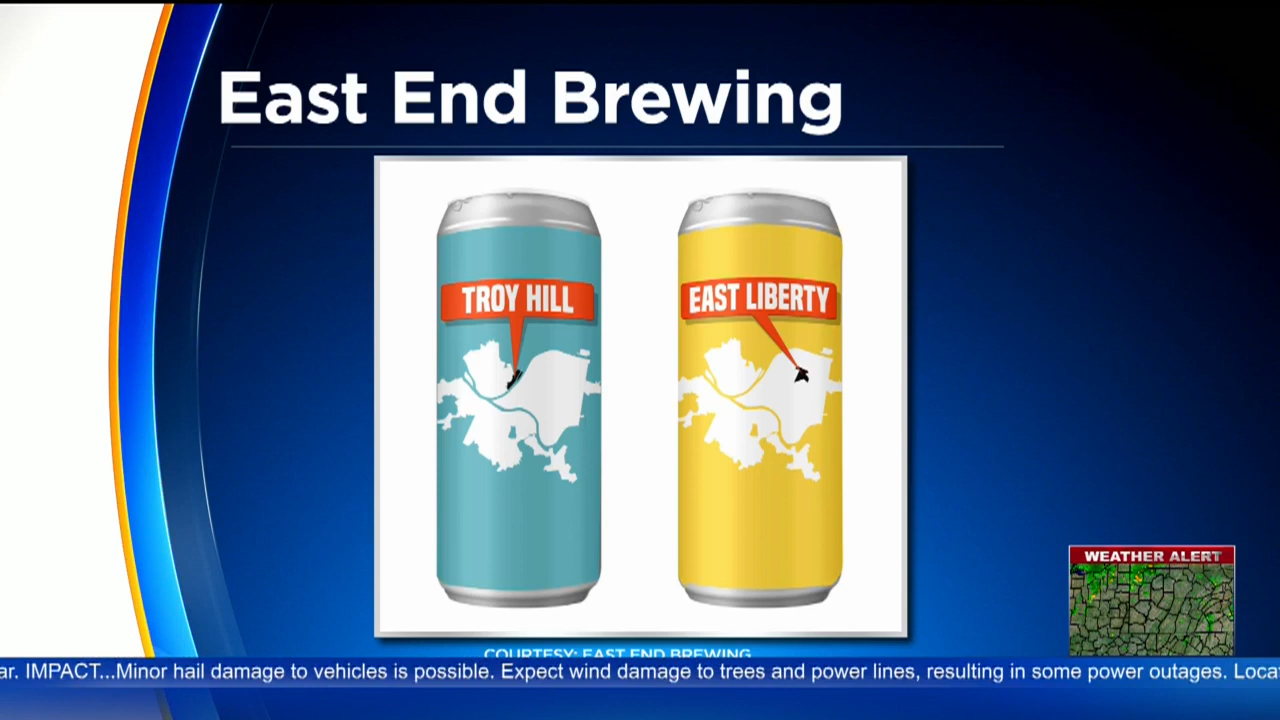 East End Brewing
TROY HILL
EAST LIBERTY
WEATHER ALERT
COURTESY: EAST END BREWING
ar. IMPACT...Minor hail damage to vehicles is possible. Expect wind damage to trees and power lines, resulting in some power outages. Loca